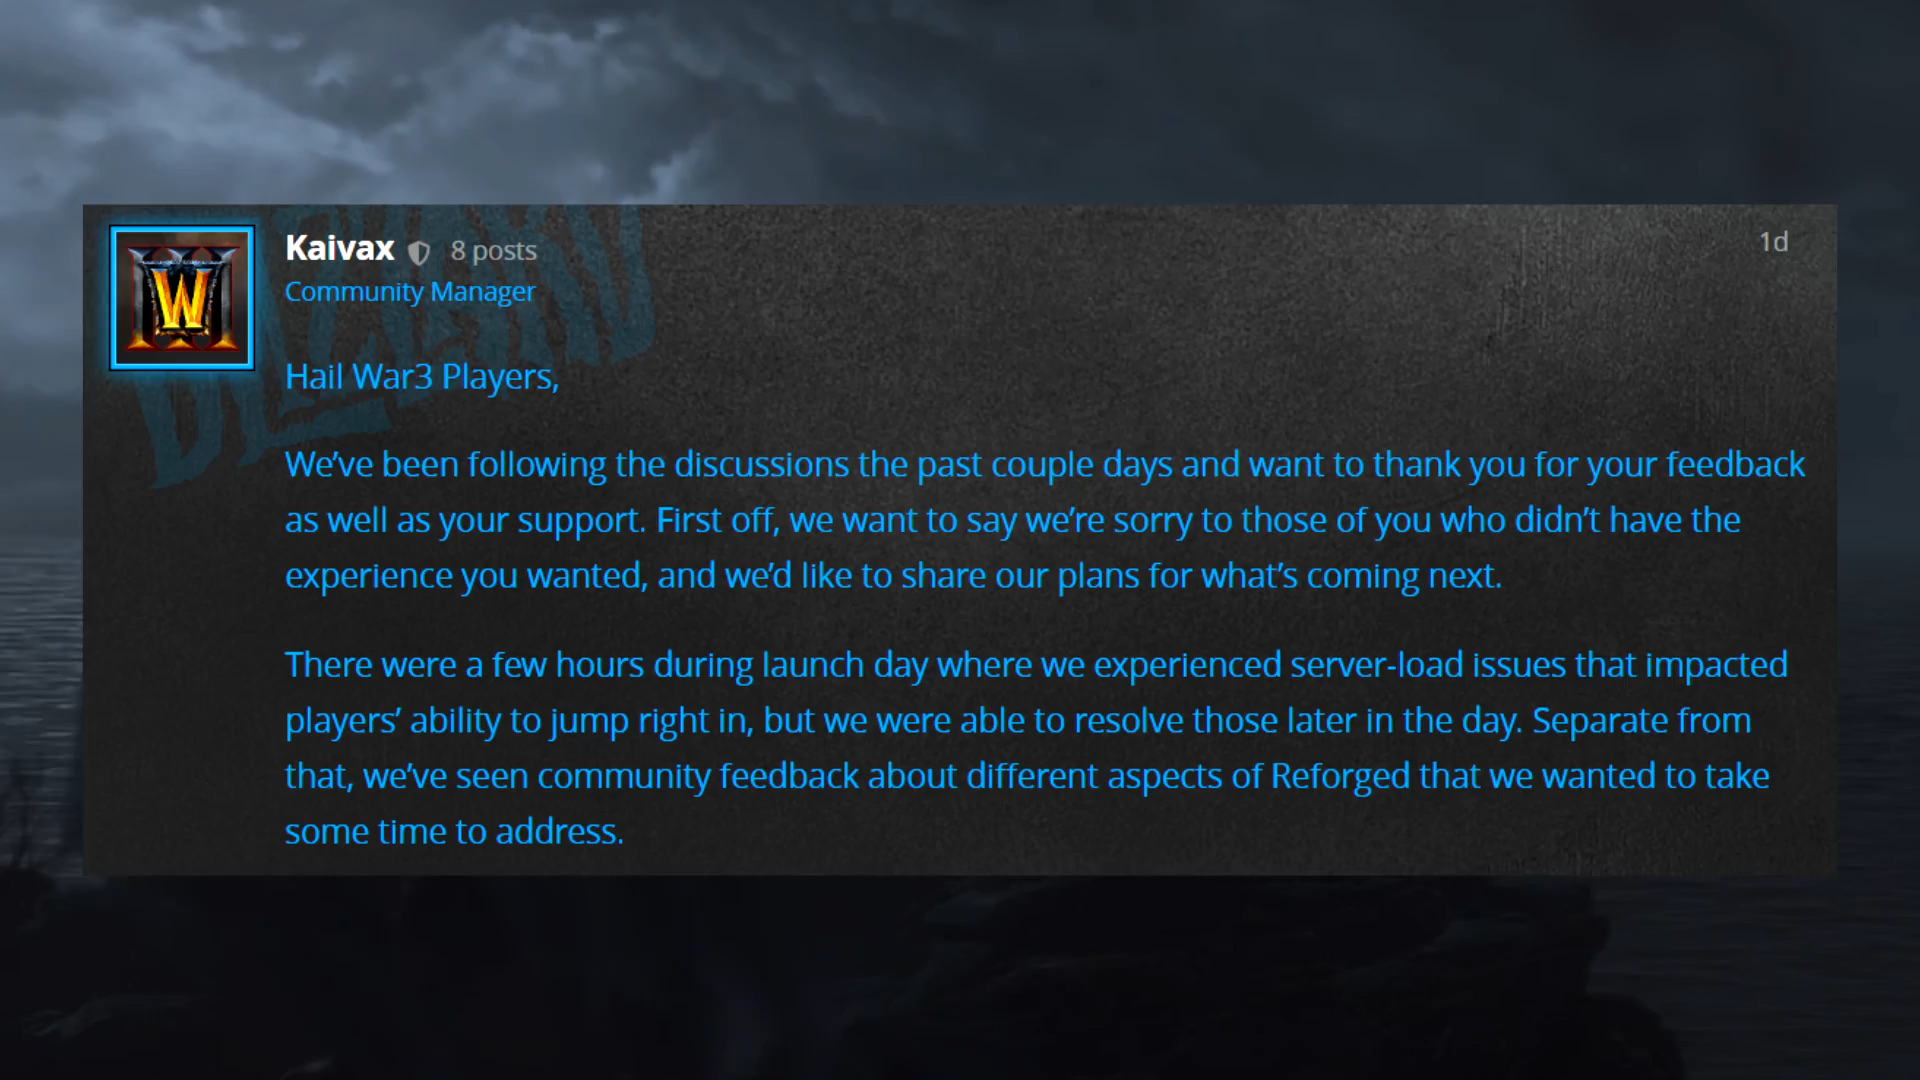 BLIZZARD
W
Kaivax 8 posts 1d
Community Manager
Hail War3 Players,
We’ve been following the discussions the past couple days and want to thank you for your feedback
as well as your support. First off, we want to say we’re sorry to those of you who didn’t have the
experience you wanted, and we’d like to share our plans for what’s coming next.
There were a few hours during launch day where we experienced server-load issues that impacted
players’ ability to jump right in, but we were able to resolve those later in the day. Separate from
that, we’ve seen community feedback about different aspects of Reforged that we wanted to take
some time to address.